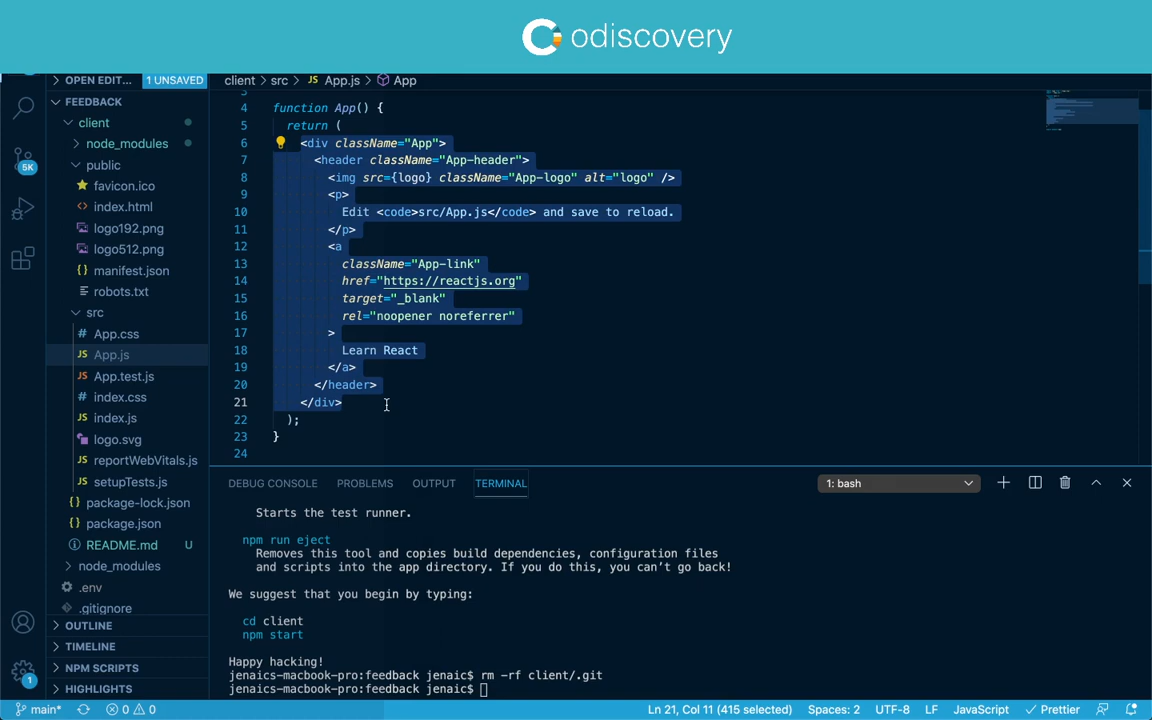 odiscovery
OPEN EDIT... 1 UNSAVED
FEEDBACK
client
node_modules
public
favicon.ico
index.html
logo192.png
logo512.png
manifest.json
robots.txt
src
App.css
App.js
App.test.js
index.css
index.js
logo.svg
reportWebVitals.js
setupTests.js
package-lock.json
package.json
README.md U
node_modules
.env
.gitignore
OUTLINE
TIMELINE
NPM SCRIPTS
HIGHLIGHTS
5K
1
client > src > JS App.js > App
3
4 function App() {
5 return (
6 <div className="App">
7 <header className="App-header">
8 <img src={logo} className="App-logo" alt="logo" />
9 <p>
10 Edit <code>src/App.js</code> and save to reload.
11 </p>
12 <a
13 className="App-link"
14 href="https://reactjs.org"
15 target="_blank"
16 rel="noopener noreferrer"
17 >
18 Learn React
19 </a>
20 </header>
21 </div>
22 );
23 }
24
DEBUG CONSOLE PROBLEMS OUTPUT TERMINAL 1: bash
Starts the test runner.
npm run eject
Removes this tool and copies build dependencies, configuration files
and scripts into the app directory. If you do this, you can't go back!
We suggest that you begin by typing:
cd client
npm start
Happy hacking!
jenaics-macbook-pro:feedback jenaic$ rm -rf client/.git
jenaics-macbook-pro:feedback jenaic$
main* 0 0 Ln 21, Col 11 (415 selected) Spaces: 2 UTF-8 LF JavaScript Prettier